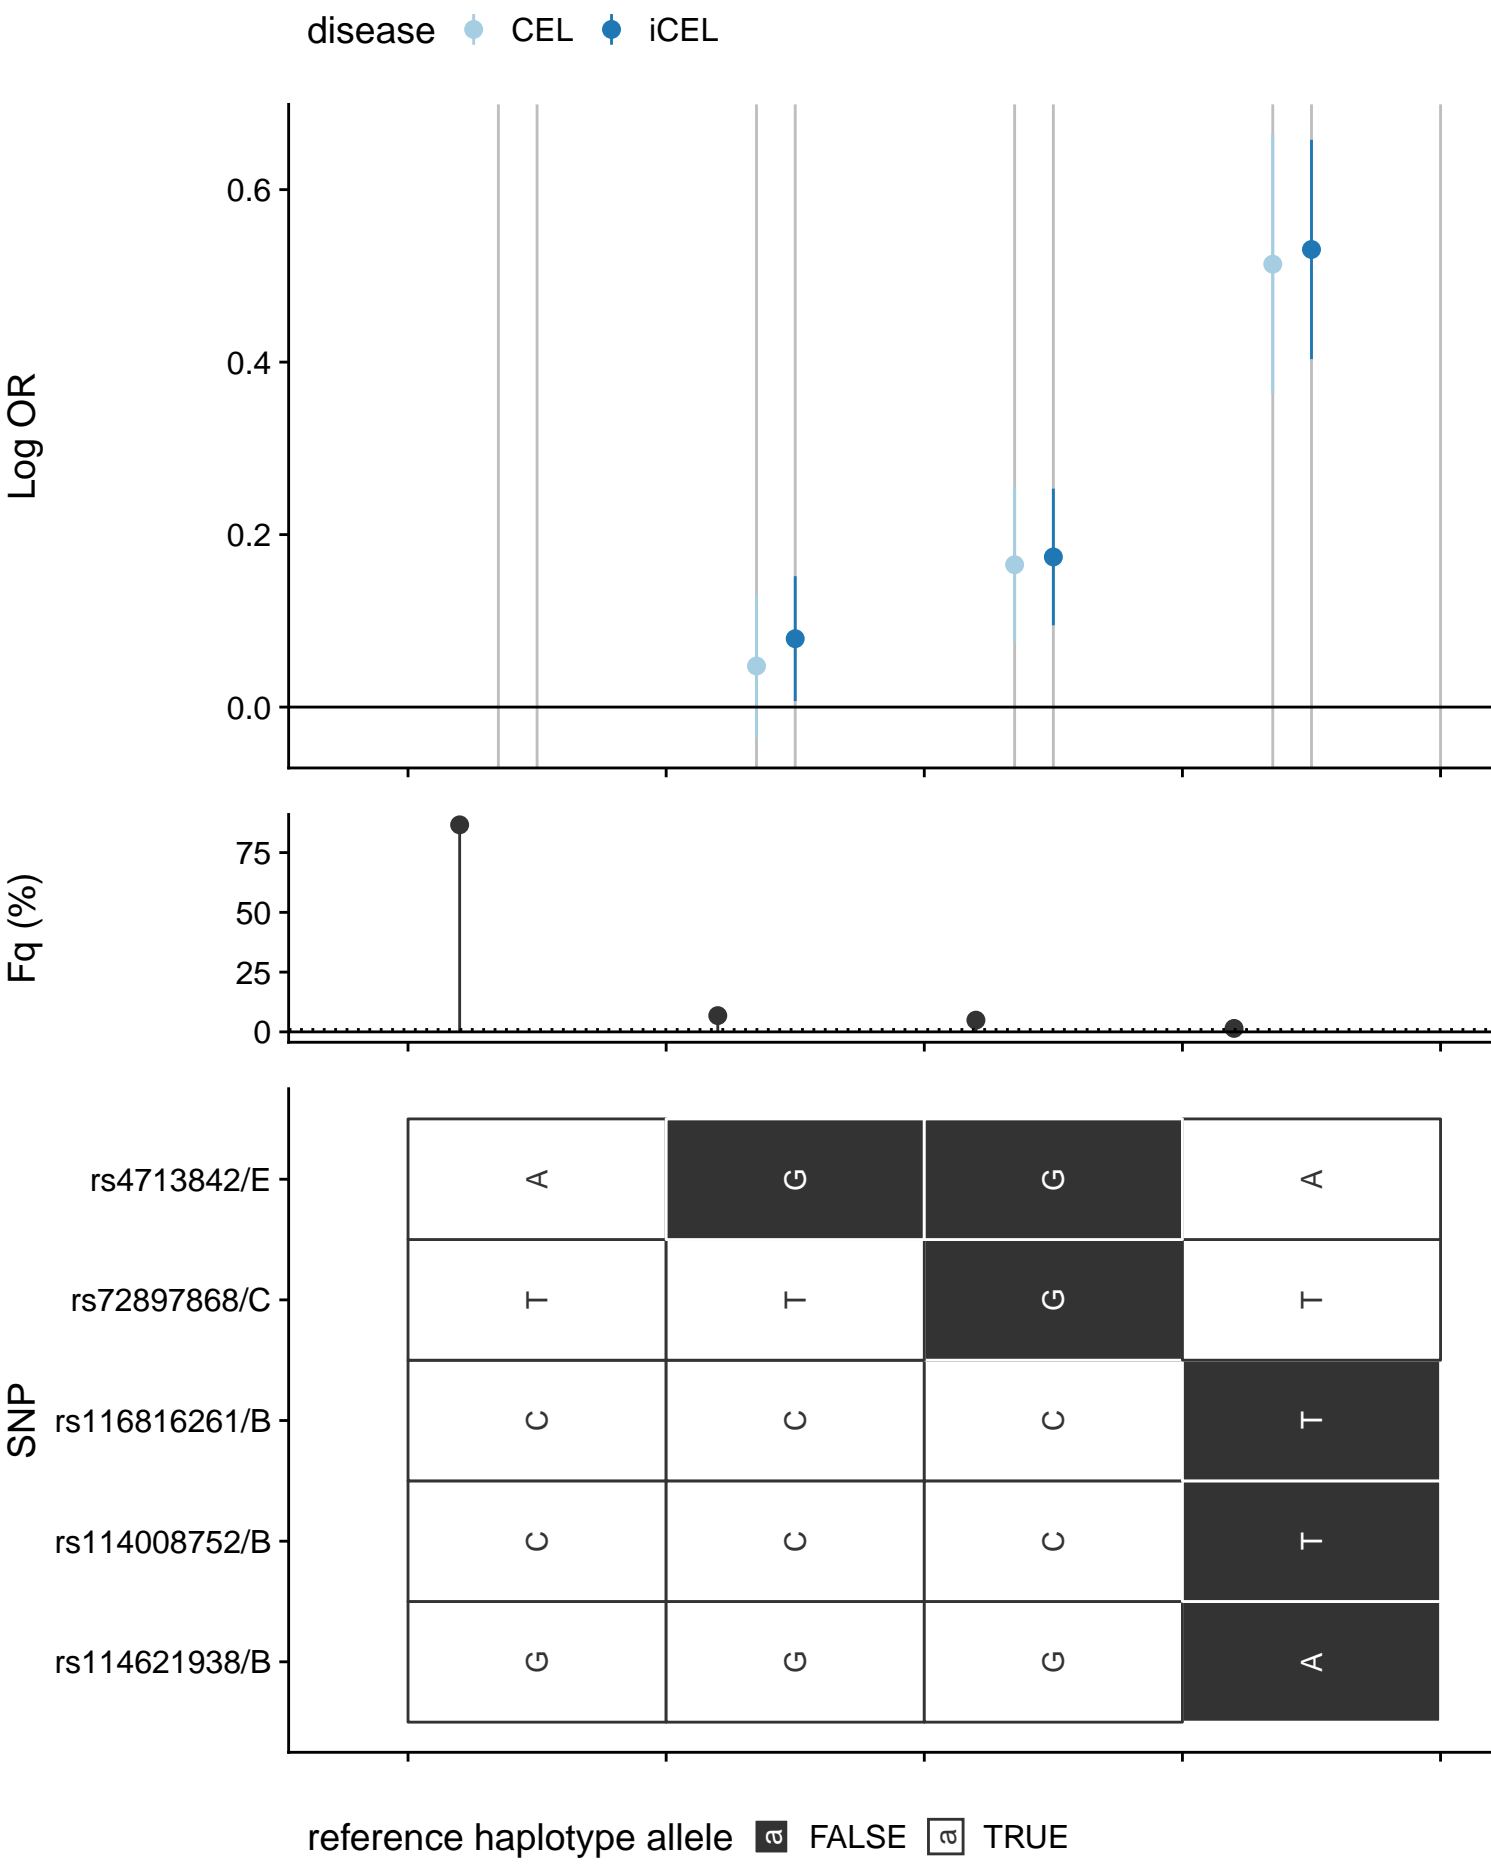 disease CEL iCEL
Log OR
0.6
0.4
0.2
0.0
Fq (%)
75
50
25
0
SNP
rs4713842/E A G G A
rs72897868/C T T G T
rs116816261/B C C C T
rs114008752/B C C C T
rs114621938/B G G G A
reference haplotype allele a FALSE a TRUE